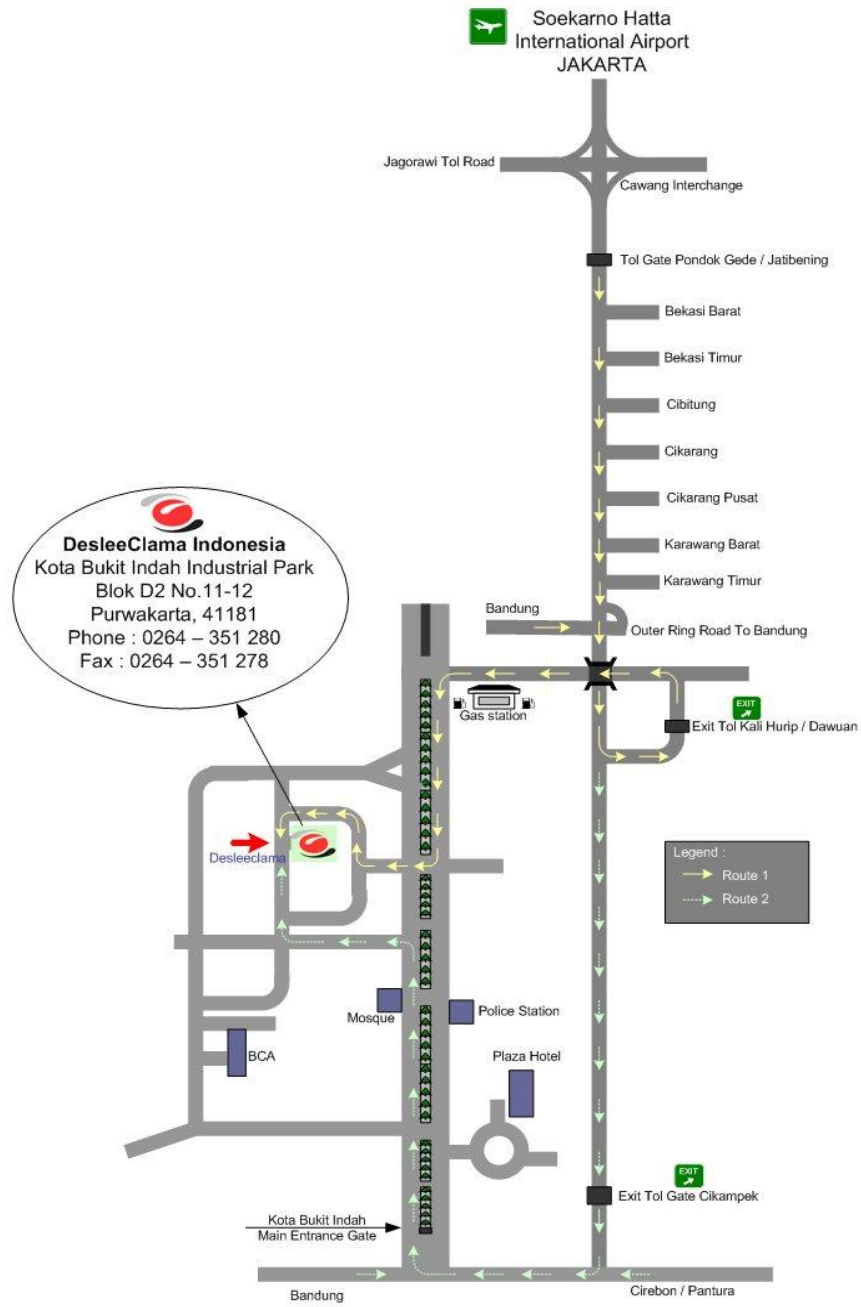 Soekarno Hatta
International Airport
JAKARTA
Jagorawi Tol Road
Cawang Interchange
Tol Gate Pondok Gede / Jatibening
Bekasi Barat
Bekasi Timur
Cibitung
Cikarang
Cikarang Pusat
Karawang Barat
Karawang Timur
Bandung
Outer Ring Road To Bandung
DesleeClama Indonesia
Kota Bukit Indah Industrial Park
Blok D2 No.11-12
Purwakarta, 41181
Phone : 0264 – 351 280
Fax : 0264 – 351 278
Gas station
EXIT
Exit Tol Kali Hurip / Dawuan
Desleeclama
Legend :
Route 1
Route 2
Mosque
Police Station
BCA
Plaza Hotel
EXIT
Exit Tol Gate Cikampek
Kota Bukit Indah
Main Entrance Gate
Bandung
Cirebon / Pantura